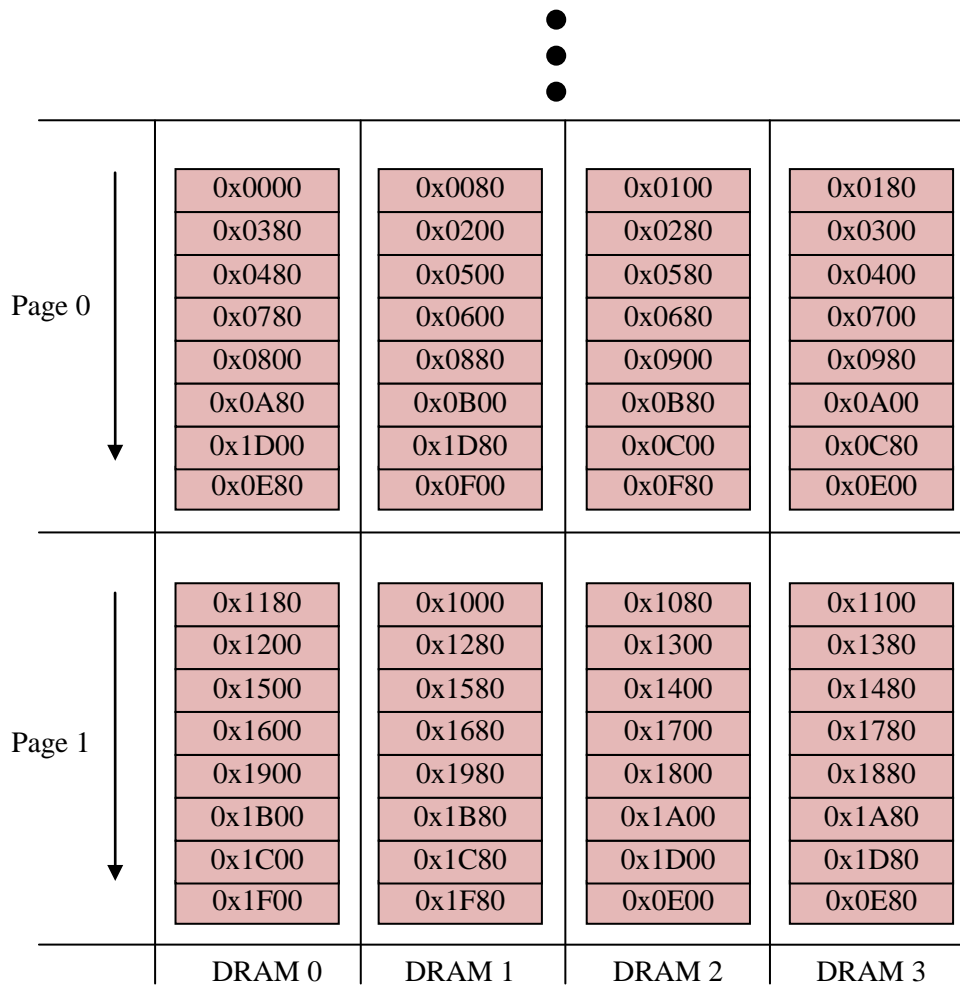 0x0000 0x0080 0x0100 0x0180
0x0380 0x0200 0x0280 0x0300
0x0480 0x0500 0x0580 0x0400
Page 0
0x0780 0x0600 0x0680 0x0700
0x0800 0x0880 0x0900 0x0980
0x0A80 0x0B00 0x0B80 0x0A00
0x1D00 0x1D80 0x0C00 0x0C80
0x0E80 0x0F00 0x0F80 0x0E00
0x1180 0x1000 0x1080 0x1100
0x1200 0x1280 0x1300 0x1380
0x1500 0x1580 0x1400 0x1480
Page 1
0x1600 0x1680 0x1700 0x1780
0x1900 0x1980 0x1800 0x1880
0x1B00 0x1B80 0x1A00 0x1A80
0x1C00 0x1C80 0x1D00 0x1D80
0x1F00 0x1F80 0x0E00 0x0E80
DRAM 0 DRAM 1 DRAM 2 DRAM 3